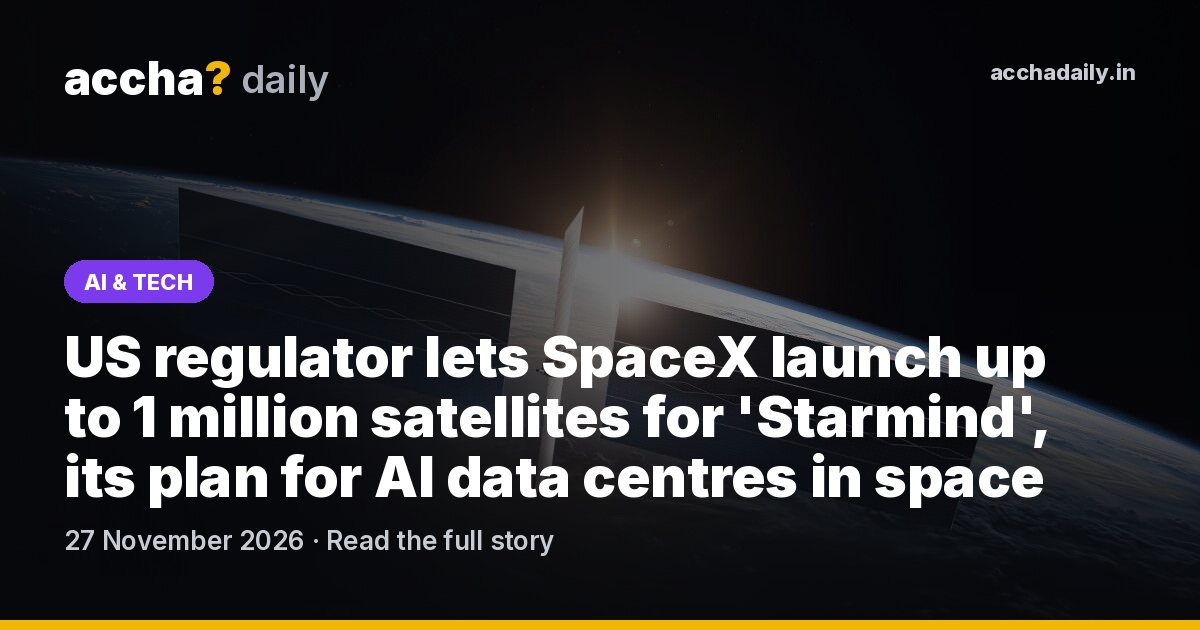 accha? daily
acchadaily.in
AI & TECH
US regulator lets SpaceX launch up
to 1 million satellites for 'Starmind',
its plan for AI data centres in space
27 November 2026 · Read the full story